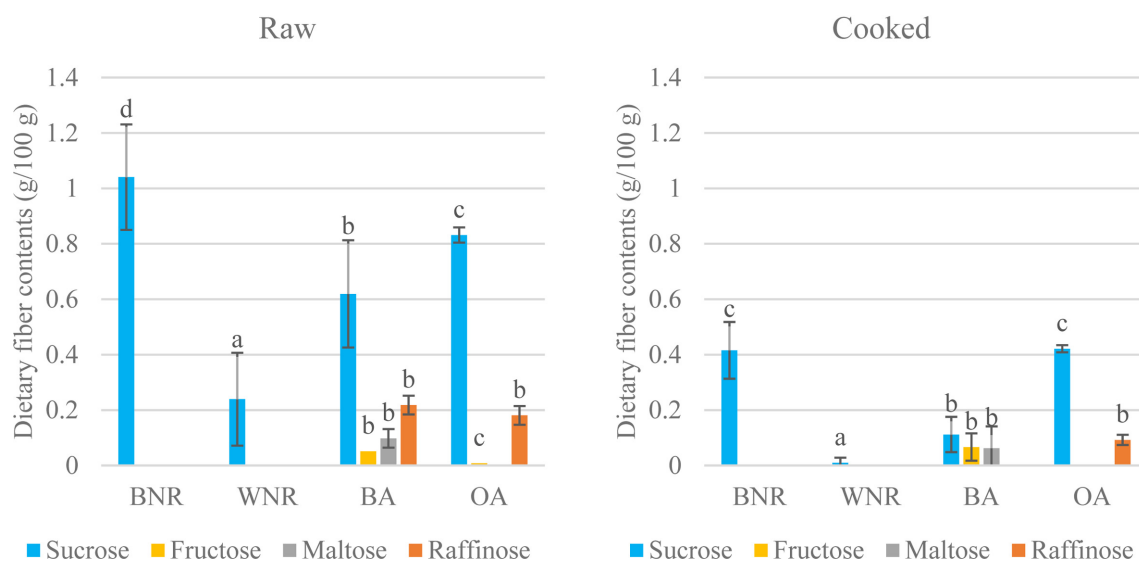 Raw
Dietary fiber contents (g/100 g)
1.4
1.2
1
0.8
0.6
0.4
0.2
0
d
a
b
b
b
b
c
c
b
BNR WNR BA OA
Sucrose Fructose Maltose Raffinose
Cooked
Dietary fiber contents (g/100 g)
1.4
1.2
1
0.8
0.6
0.4
0.2
0
c
a
b
b
b
c
b
BNR WNR BA OA
Sucrose Fructose Maltose Raffinose